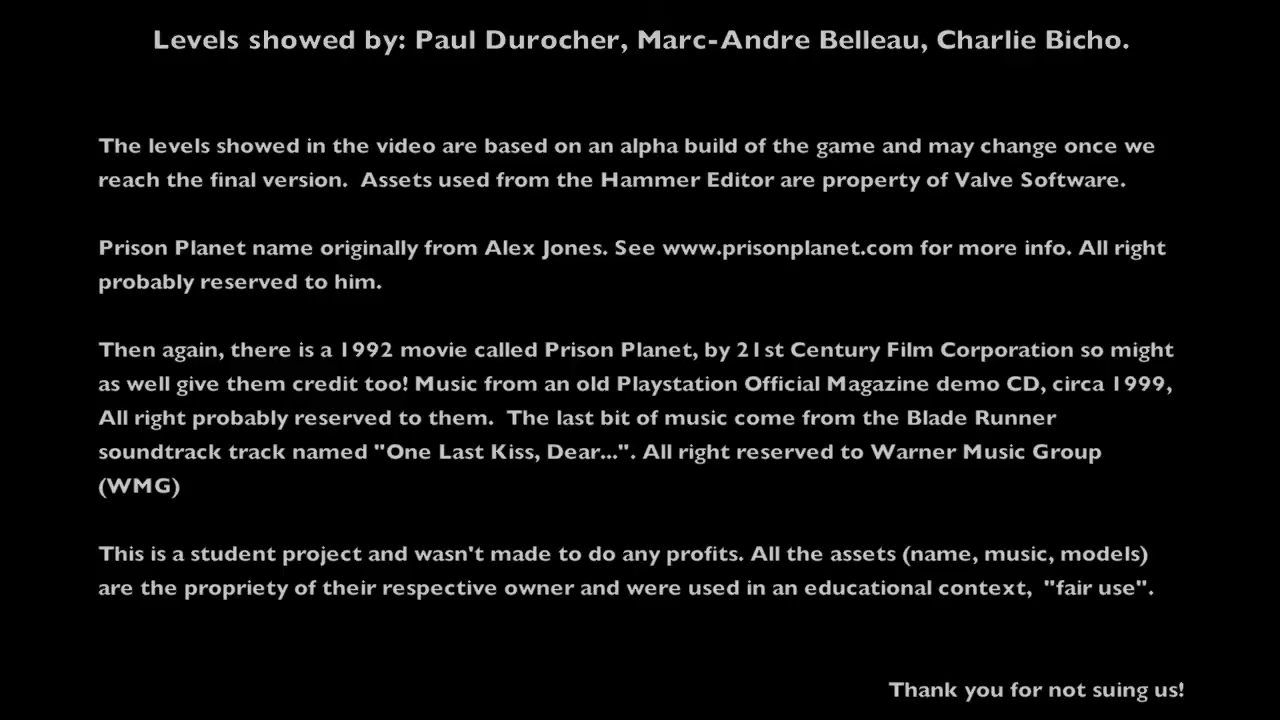 Levels showed by: Paul Durocher, Marc-Andre Belleau, Charlie Bicho.
The levels showed in the video are based on an alpha build of the game and may change once we
reach the final version.  Assets used from the Hammer Editor are property of Valve Software.
Prison Planet name originally from Alex Jones. See www.prisonplanet.com for more info. All right
probably reserved to him.
Then again, there is a 1992 movie called Prison Planet, by 21st Century Film Corporation so might
as well give them credit too! Music from an old Playstation Official Magazine demo CD, circa 1999,
All right probably reserved to them.  The last bit of music come from the Blade Runner
soundtrack track named "One Last Kiss, Dear...". All right reserved to Warner Music Group
(WMG)
This is a student project and wasn't made to do any profits. All the assets (name, music, models)
are the propriety of their respective owner and were used in an educational context,  "fair use".
Thank you for not suing us!